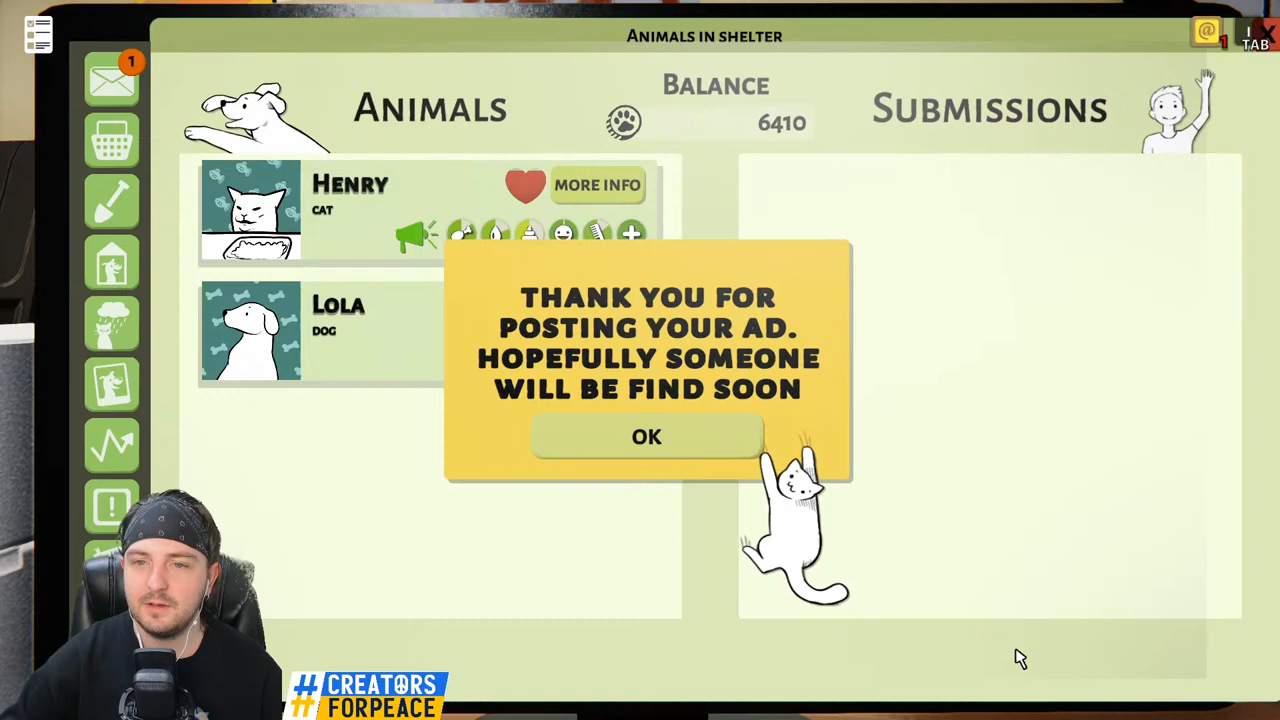 ANIMALS IN SHELTER
1
1
I
X
TAB
ANIMALS
BALANCE
6410
SUBMISSIONS
HENRY
CAT
MORE INFO
LOLA
DOG
THANK YOU FOR
POSTING YOUR AD.
HOPEFULLY SOMEONE
WILL BE FIND SOON
OK
#CREATORS
#FORPEACE